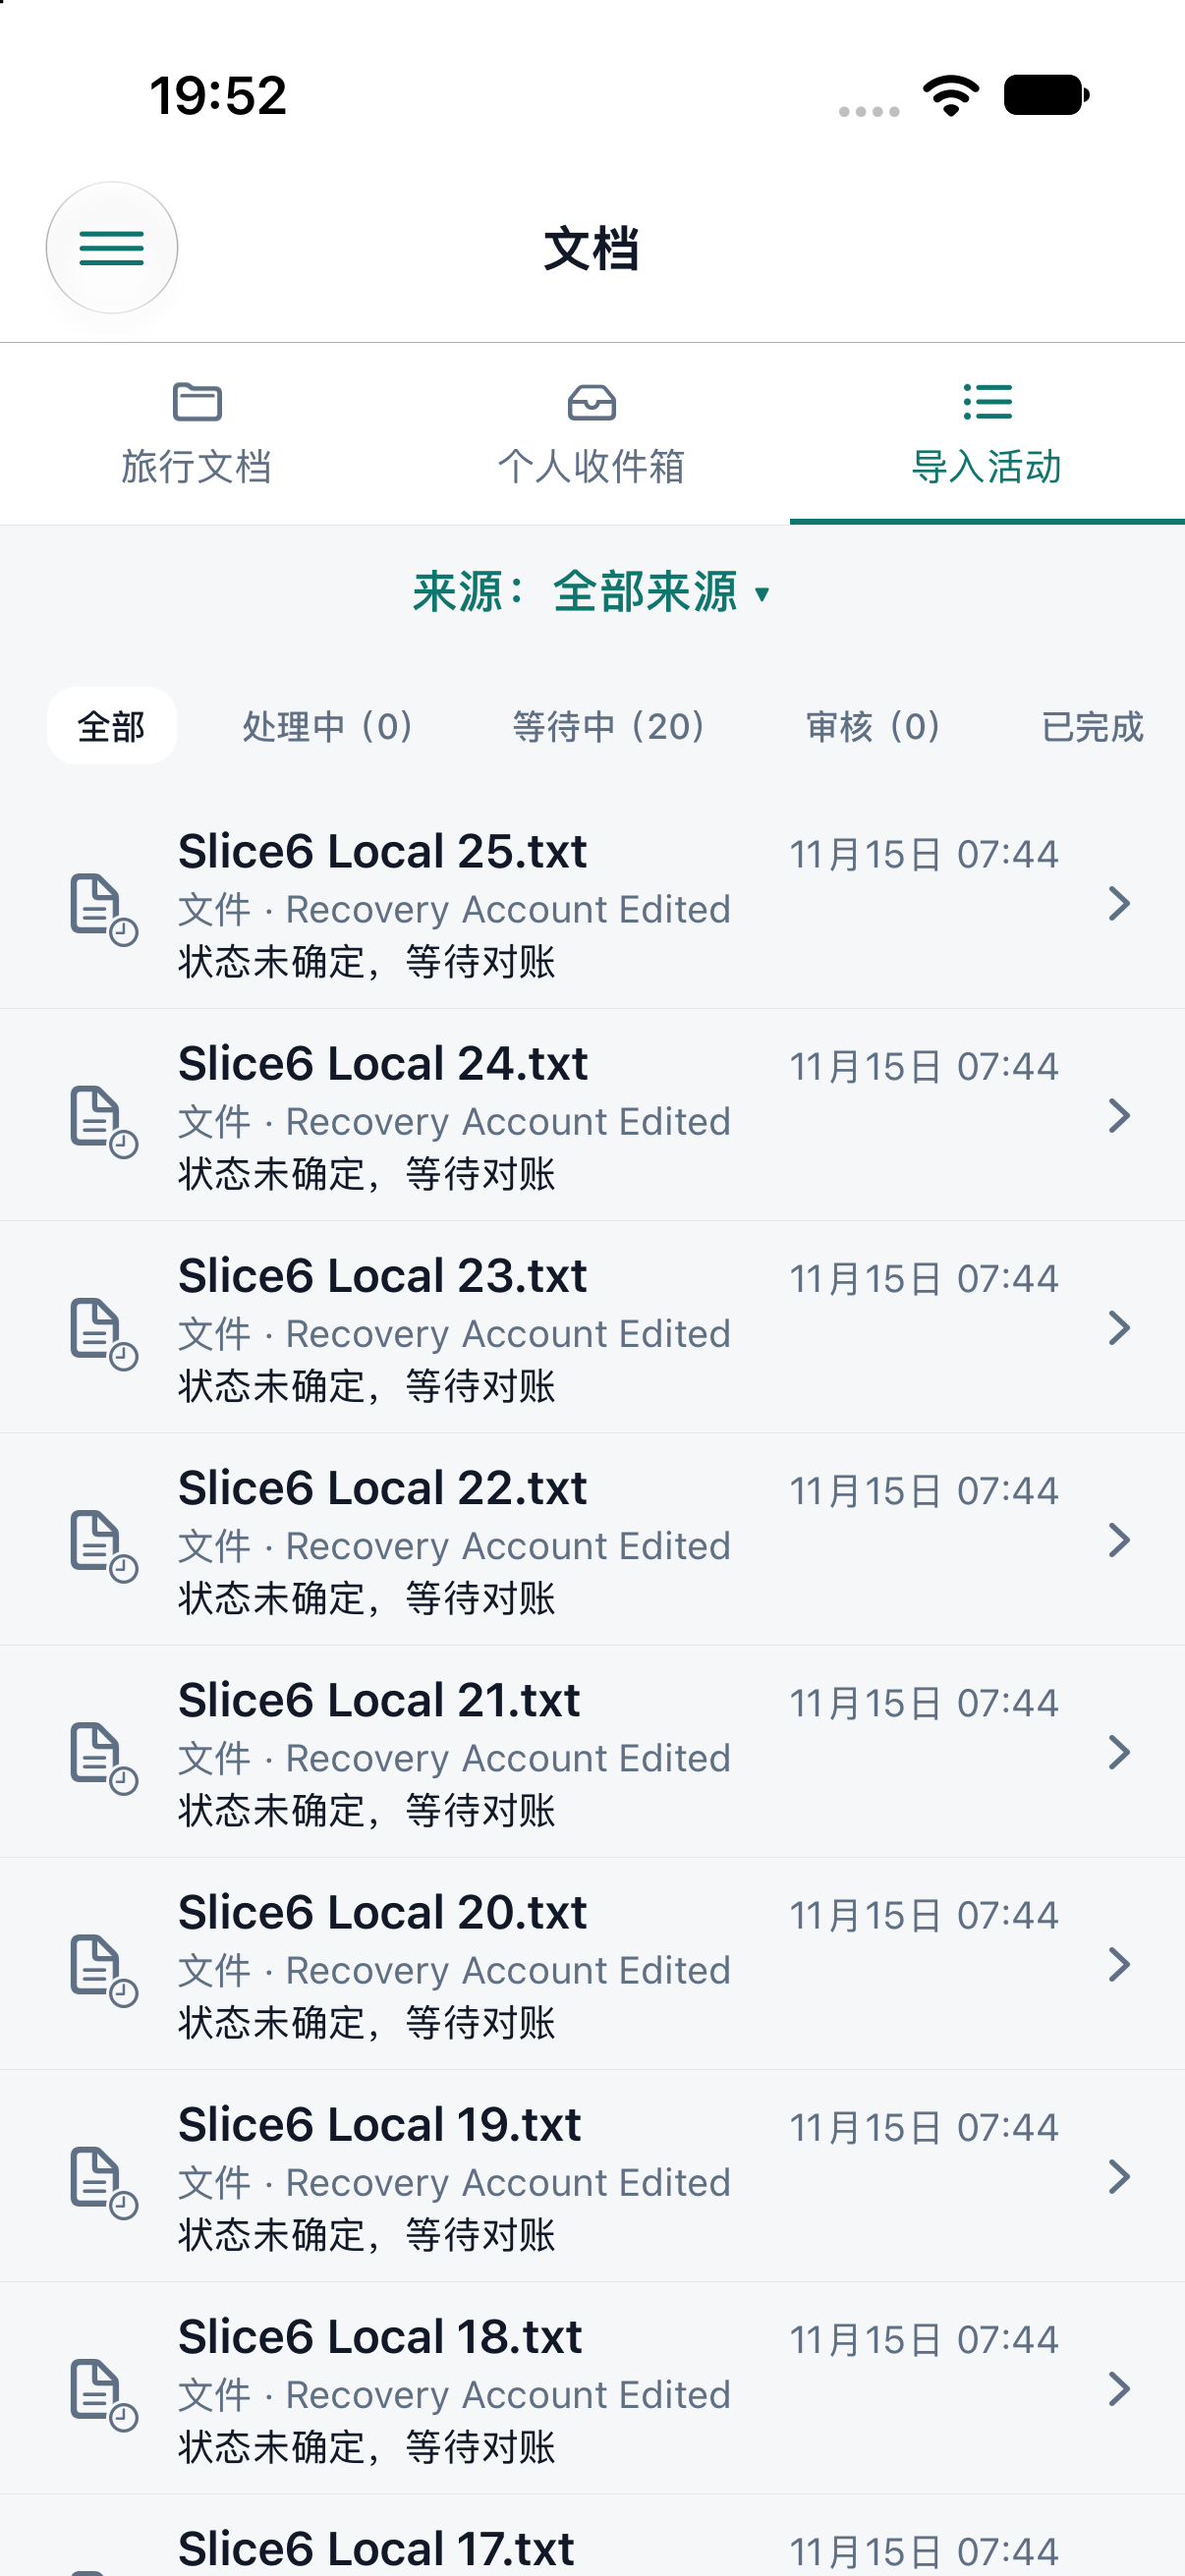 19:52
文档
旅行文档
个人收件箱
导入活动
来源：全部来源 ▾
全部
处理中 (0)
等待中 (20)
审核 (0)
已完成
Slice6 Local 25.txt
11月15日 07:44
文件 · Recovery Account Edited
状态未确定，等待对账
Slice6 Local 24.txt
11月15日 07:44
文件 · Recovery Account Edited
状态未确定，等待对账
Slice6 Local 23.txt
11月15日 07:44
文件 · Recovery Account Edited
状态未确定，等待对账
Slice6 Local 22.txt
11月15日 07:44
文件 · Recovery Account Edited
状态未确定，等待对账
Slice6 Local 21.txt
11月15日 07:44
文件 · Recovery Account Edited
状态未确定，等待对账
Slice6 Local 20.txt
11月15日 07:44
文件 · Recovery Account Edited
状态未确定，等待对账
Slice6 Local 19.txt
11月15日 07:44
文件 · Recovery Account Edited
状态未确定，等待对账
Slice6 Local 18.txt
11月15日 07:44
文件 · Recovery Account Edited
状态未确定，等待对账
Slice6 Local 17.txt
11月15日 07:44